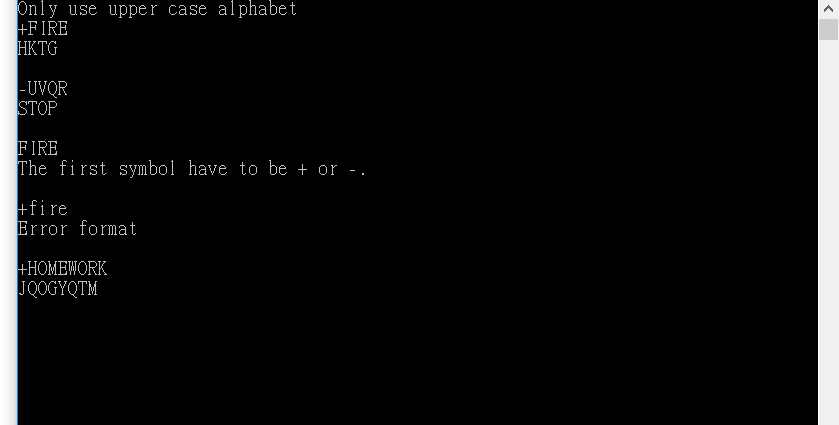 Only use upper case alphabet
+FIRE
HKTG
-UVQR
STOP
FIRE
The first symbol have to be + or -.
+fire
Error format
+HOMEWORK
JQOGYQTM